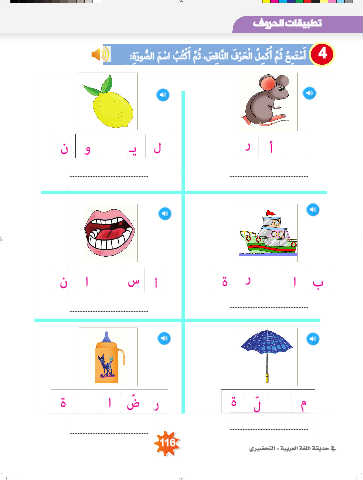 تطبيقات الحروف
4 أَسْتَمِعُ ثُمَّ أُكْمِلُ الْحَرْفَ النَّاقِصَ، ثُمَّ أَكْتُبُ اسْمَ الصُّورَةِ:
أ ر
ل يـ و ن
ب ا ر ة
أ س ا ن
م لّ ة
ر ضّ ا ة
116
في حديقة اللغة العربية - التحضيري